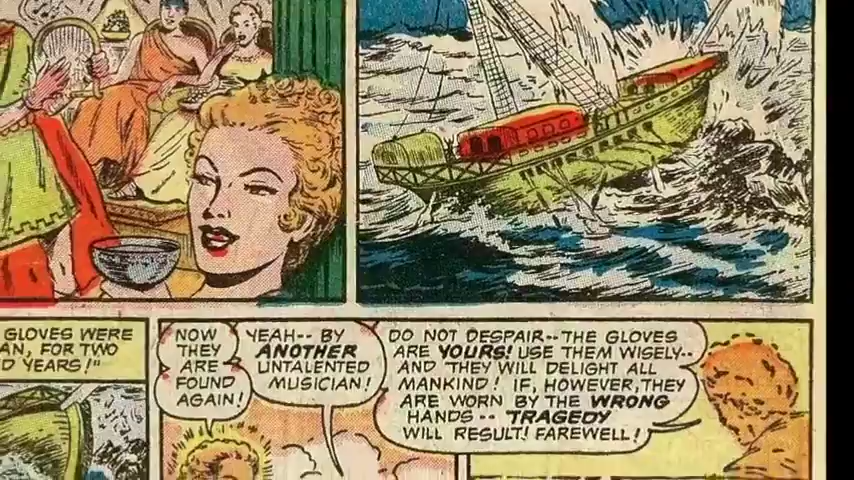 GLOVES WERE
AN, FOR TWO
D YEARS!"
NOW
THEY
ARE
FOUND
AGAIN!
YEAH-- BY
ANOTHER
UNTALENTED
MUSICIAN!
DO NOT DESPAIR--THE GLOVES
ARE YOURS! USE THEM WISELY--
AND THEY WILL DELIGHT ALL
MANKIND! IF, HOWEVER, THEY
ARE WORN BY THE WRONG
HANDS-- TRAGEDY
WILL RESULT! FAREWELL!